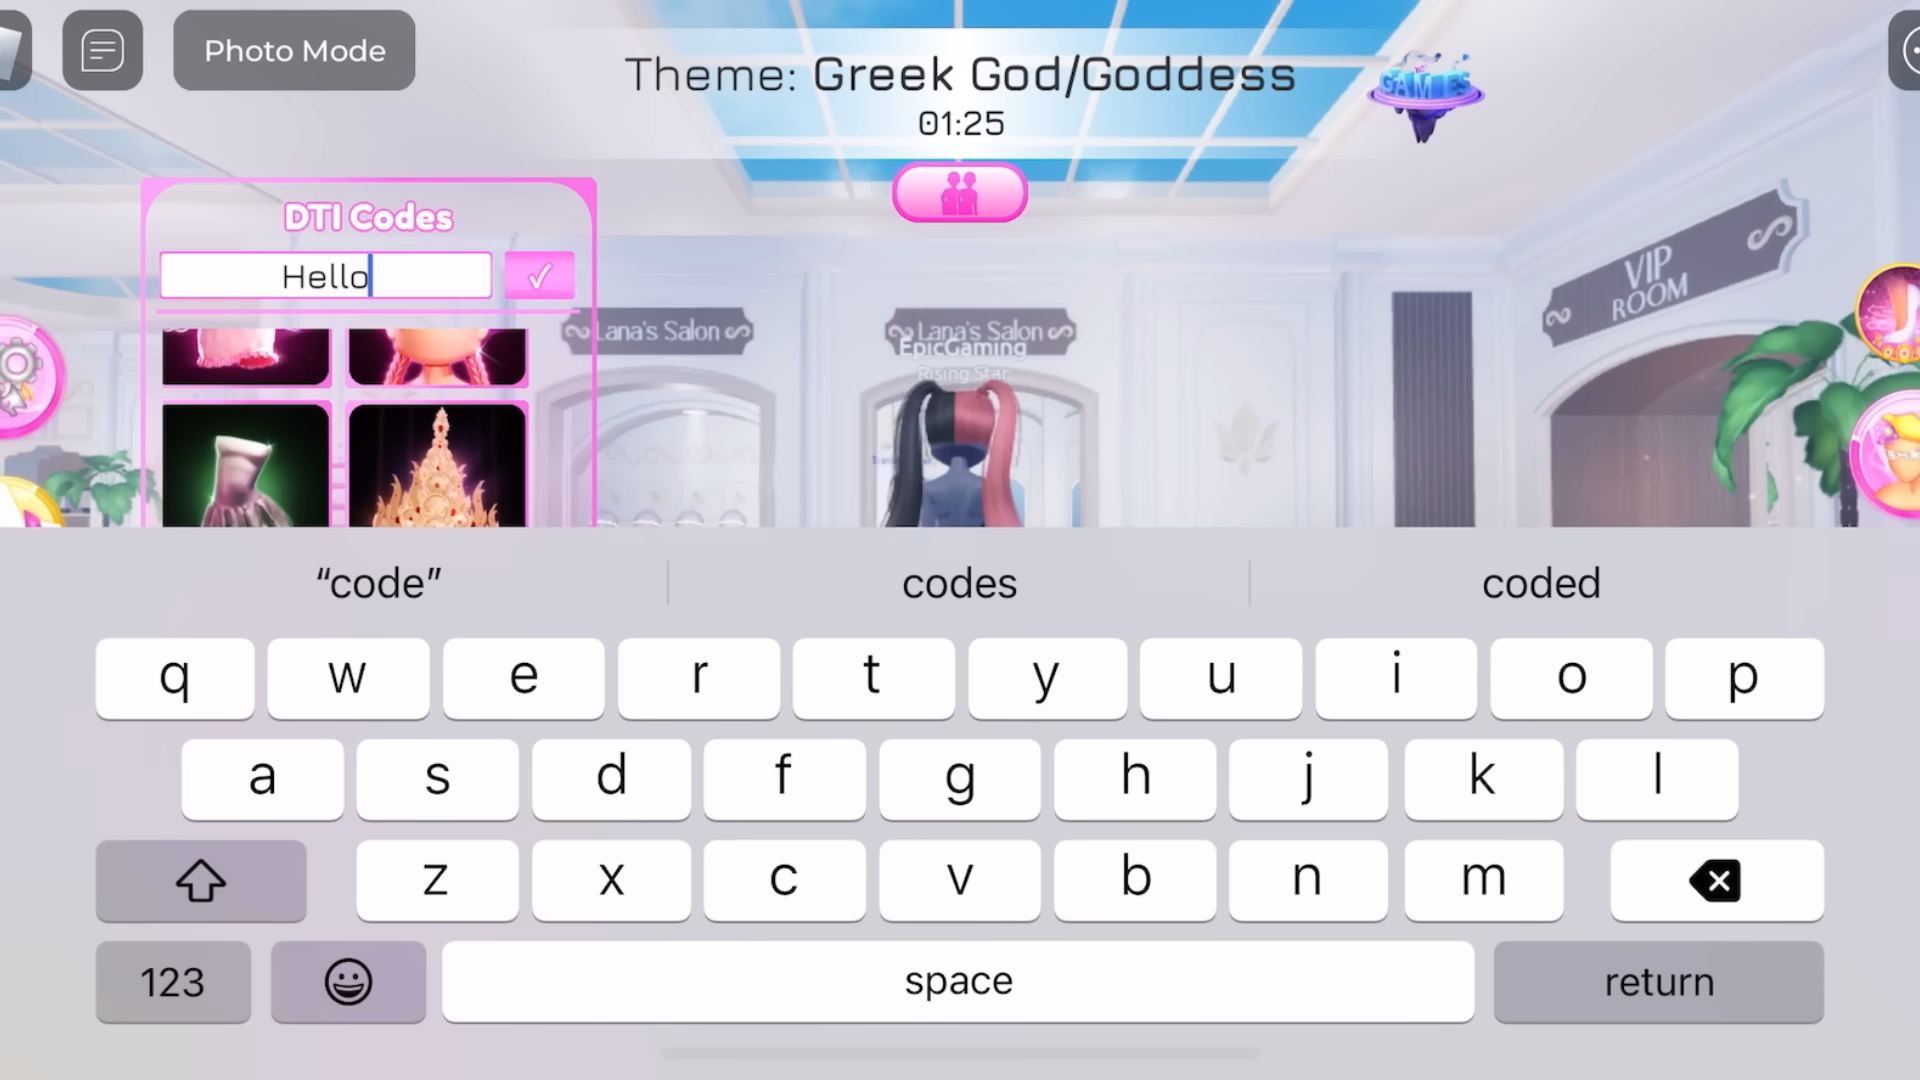 Photo Mode
Theme: Greek God/Goddess
01:25
GAMES
DTI Codes
Hello
VIP
ROOM
Lana's Salon
Lana's Salon
EpicGaming
Rising Star
“code”
codes
coded
q w e r t y u i o p
a s d f g h j k l
z x c v b n m
123
space
return